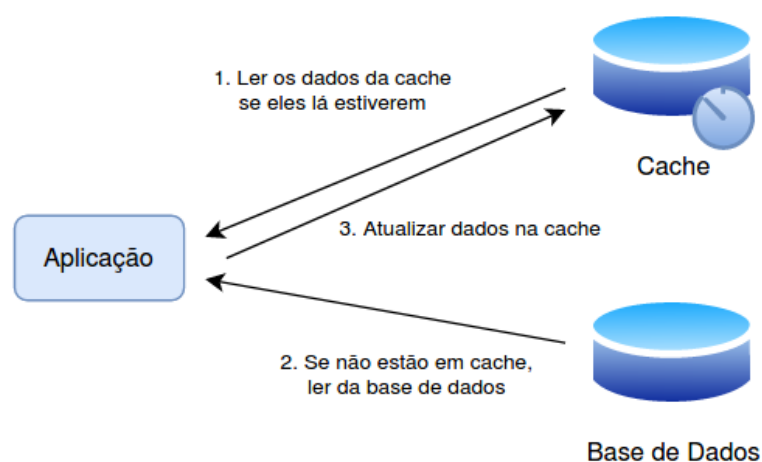 1. Ler os dados da cache
se eles lá estiverem
Cache
3. Atualizar dados na cache
Aplicação
2. Se não estão em cache,
ler da base de dados
Base de Dados